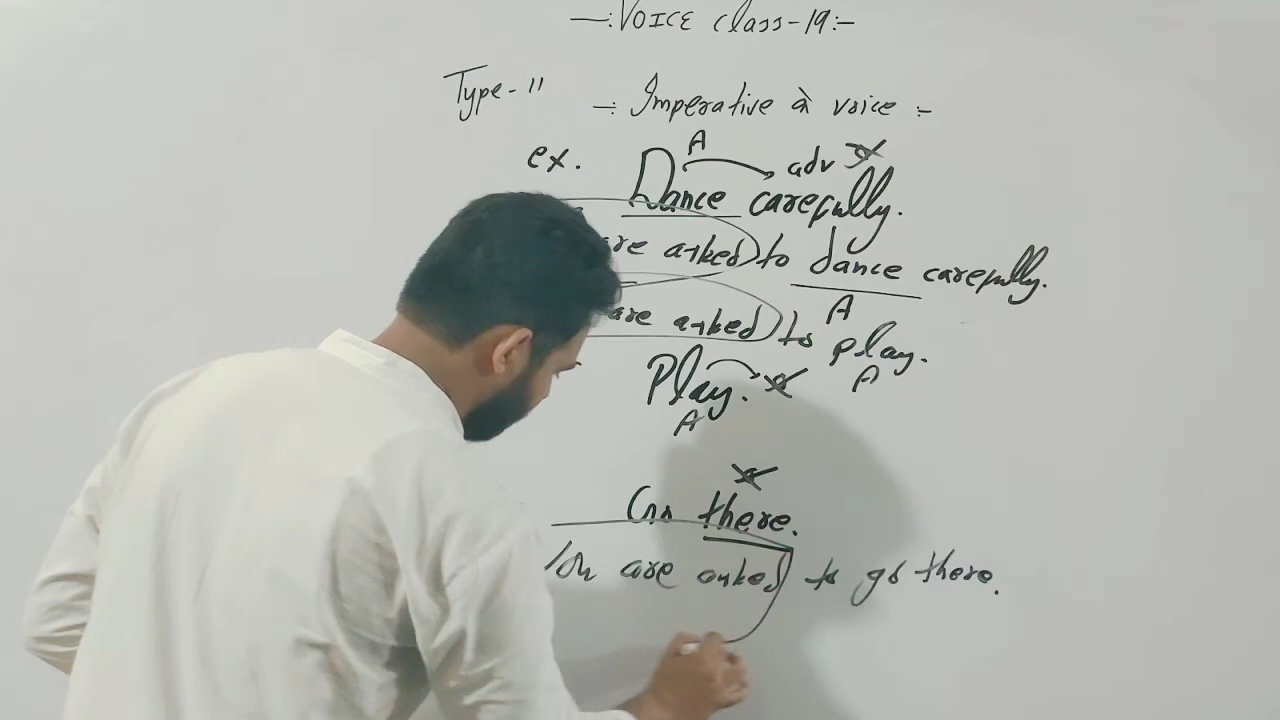 —:VOICE Class-19:–
Type-11 –: Imperative à voice :-
A
adv
ex. Dance carefully.
are asked to dance carefully.
A
are asked to play.
A
Play.
A
Go there.
You are asked to go there.